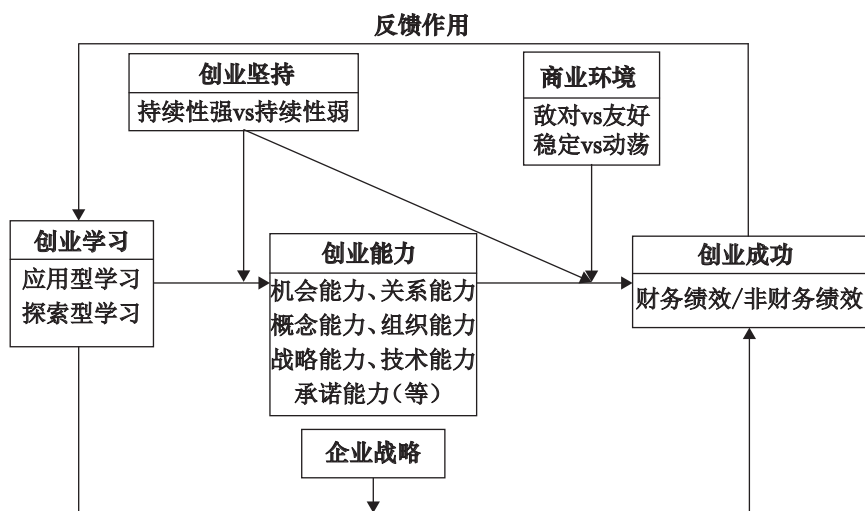 反馈作用
创业坚持
持续性强vs持续性弱
商业环境
敌对vs友好
稳定vs动荡
创业学习
应用型学习
探索型学习
创业能力
机会能力、关系能力
概念能力、组织能力
战略能力、技术能力
承诺能力（等）
创业成功
财务绩效/非财务绩效
企业战略